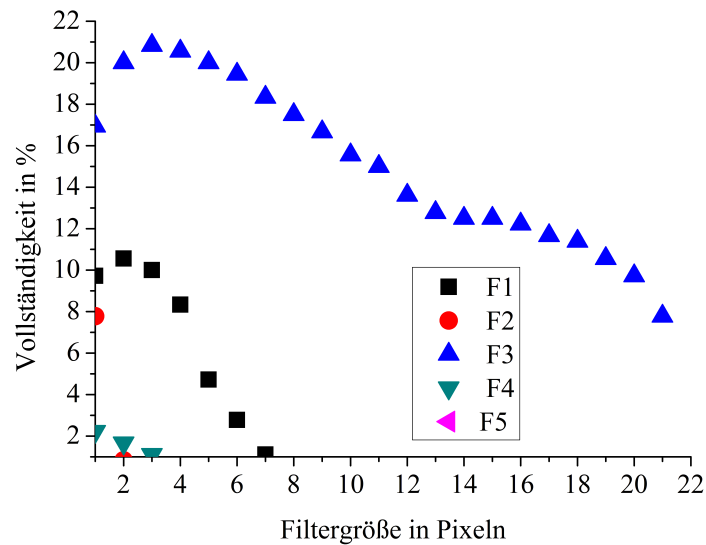 22
20
18
16
14
12
10
8
6
4
2
Vollständigkeit in %
F1
F2
F3
F4
F5
2 4 6 8 10 12 14 16 18 20 22
Filtergröße in Pixeln